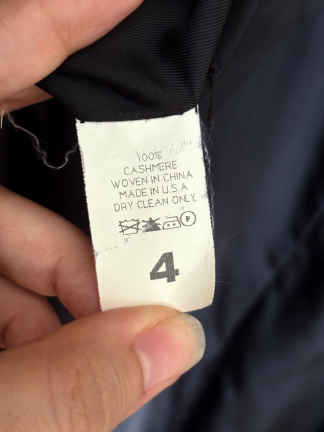 100%
CASHMERE
WOVEN IN CHINA
MADE IN U.S.A
DRY CLEAN ONLY
P
4